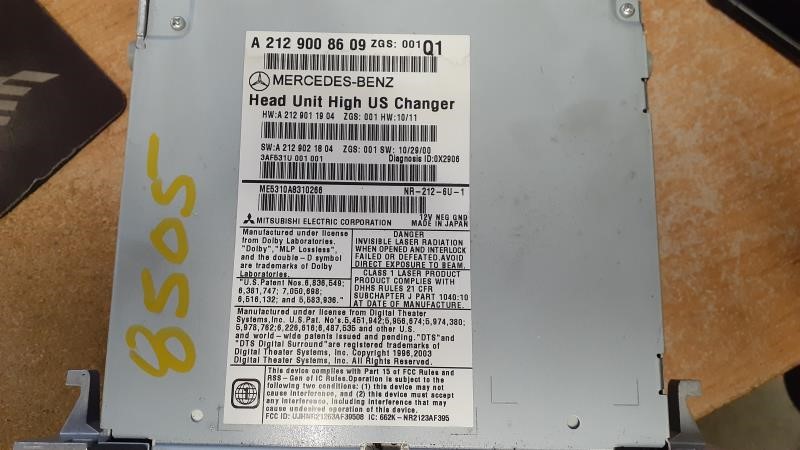 A 212 900 86 09 ZGS: 001 Q1
MERCEDES-BENZ
Head Unit High US Changer
HW:A 212 901 19 04 ZGS: 001 HW:10/11
SW:A 212 902 18 04 ZGS: 001 SW: 10/29/00
3AF531U 001 001 Diagnosis ID:0X2906
ME5310A8310266 NR-212-6U-1
MITSUBISHI ELECTRIC CORPORATION
12V NEG GND
MADE IN JAPAN
Manufactured under license
from Dolby Laboratories.
"Dolby","MLP Lossless",
and the double-D symbol
are trademarks of Dolby
Laboratories.
"U.S.Patent Nos.6,836,549;
6,381,747; 7,050,698;
6,516,132; and 5,583,936."
DANGER
INVISIBLE LASER RADIATION
WHEN OPENED AND INTERLOCK
FAILED OR DEFEATED.AVOID
DIRECT EXPOSURE TO BEAM.
CLASS 1 LASER PRODUCT
PRODUCT COMPLIES WITH
DHHS RULES 21 CFR
SUBCHAPTER J PART 1040:10
AT DATE OF MANUFACTURE.
Manufactured under license from Digital Theater
Systems,Inc. U.S. Pat. No's.5,451,942;5,956,674;5,974,380;
5,978,762;6,226,616;6,487,535 and other U.S.
and world-wide patents issued and pending."DTS"and
"DTS Digital Surround"are registered trademarks of
Digital Theater Systems, Inc. Copyright 1996,2003
Digital Theater Systems, Inc. All Rights Reserved.
This device complies with Part 15 of FCC Rules and
RSS-Gen of IC Rules.Operation is subject to the
following two conditions: (1) this device may not
cause interference, and (2) this device must accept
any interference, including interference that may
cause undesired operation of this device.
FCC ID: UJHNR21263AF39508 IC: 662K-NR2123AF395
8505